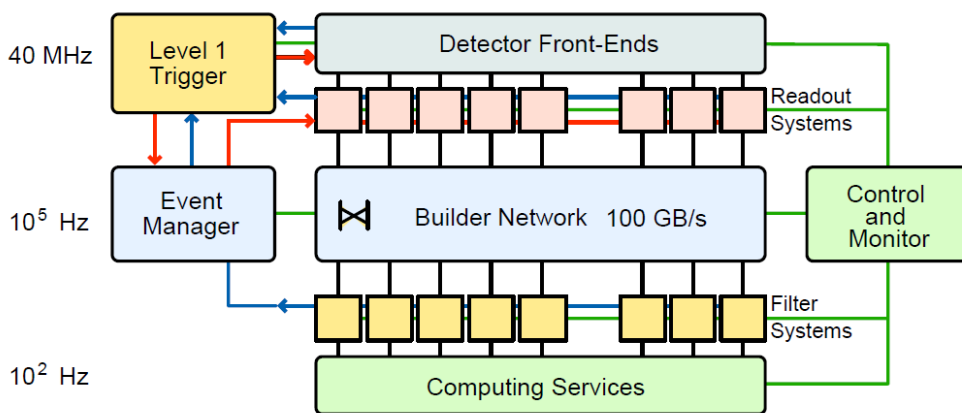 40 MHz
Level 1
Trigger
Detector Front-Ends
Readout
Systems
10⁵ Hz
Event
Manager
Builder Network 100 GB/s
Control
and
Monitor
Filter
Systems
10² Hz
Computing Services